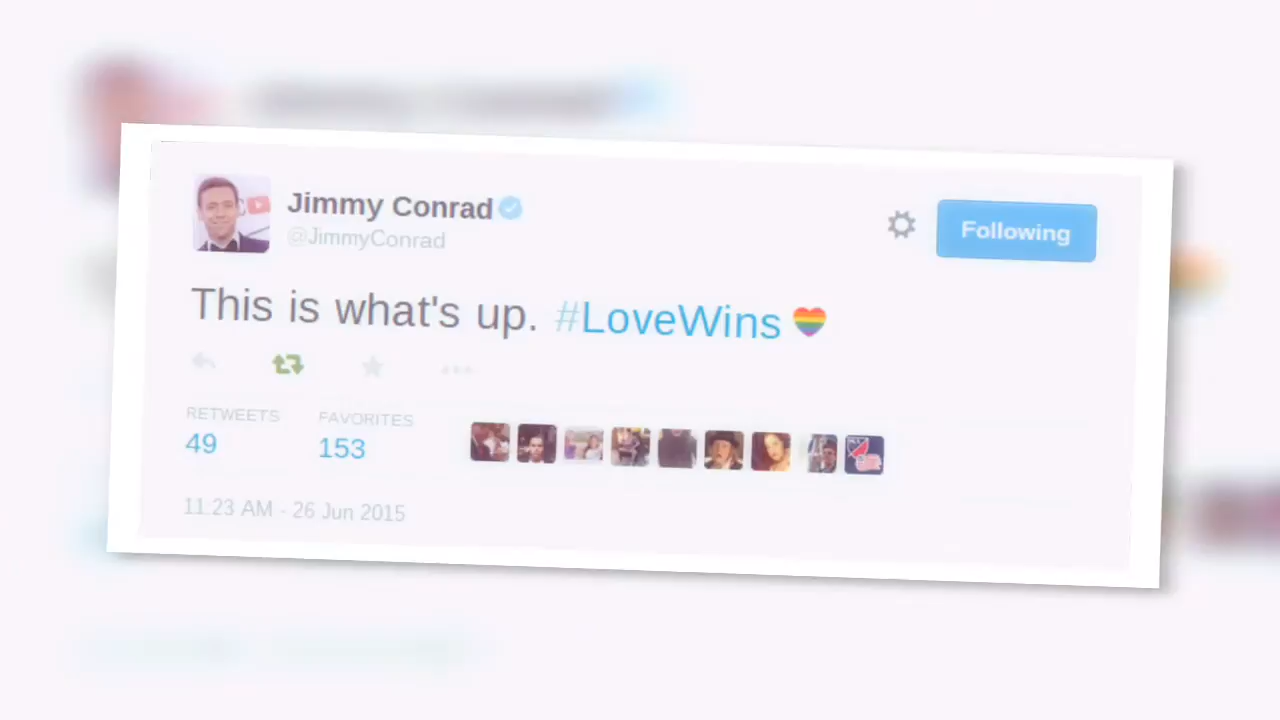 Jimmy Conrad
@JimmyConrad
Following
This is what's up. #LoveWins
RETWEETS
49
FAVORITES
153
11:23 AM - 26 Jun 2015